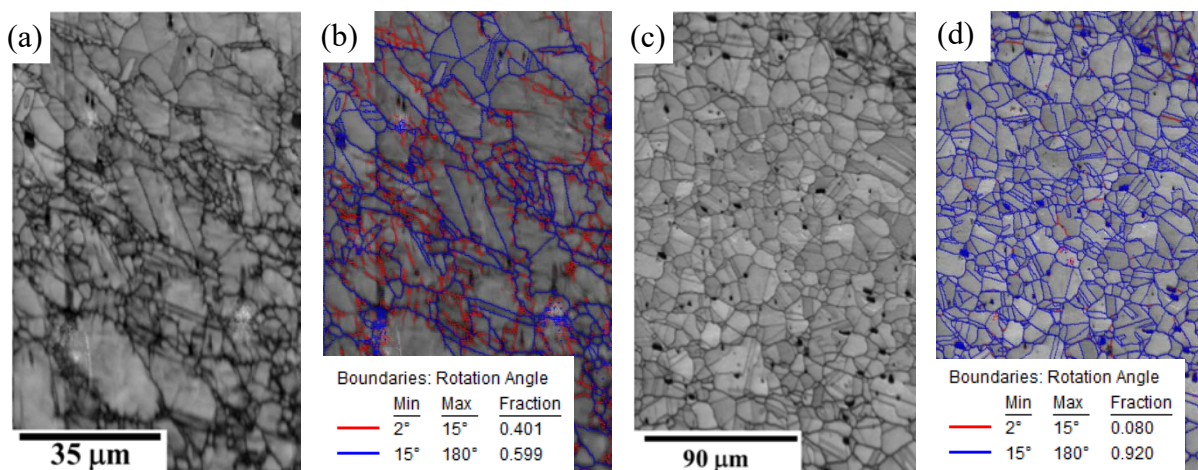 (a)
(b)
(c)
(d)
35 μm
Boundaries: Rotation Angle
Min Max Fraction
2° 15° 0.401
15° 180° 0.599
90 μm
Boundaries: Rotation Angle
Min Max Fraction
2° 15° 0.080
15° 180° 0.920